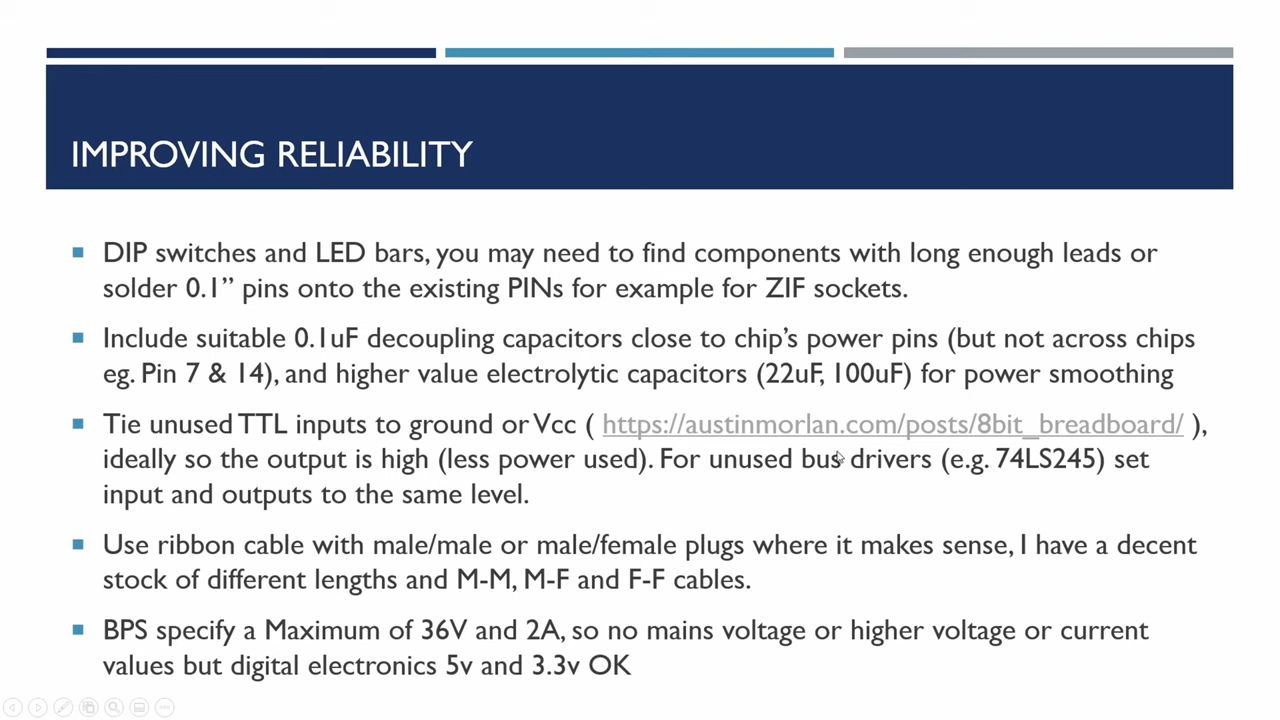 IMPROVING RELIABILITY
DIP switches and LED bars, you may need to find components with long enough leads or
solder 0.1” pins onto the existing PINs for example for ZIF sockets.
Include suitable 0.1uF decoupling capacitors close to chip’s power pins (but not across chips
eg. Pin 7 & 14), and higher value electrolytic capacitors (22uF, 100uF) for power smoothing
Tie unused TTL inputs to ground or Vcc ( https://austinmorlan.com/posts/8bit_breadboard/ ),
ideally so the output is high (less power used). For unused bus drivers (e.g. 74LS245) set
input and outputs to the same level.
Use ribbon cable with male/male or male/female plugs where it makes sense, I have a decent
stock of different lengths and M-M, M-F and F-F cables.
BPS specify a Maximum of 36V and 2A, so no mains voltage or higher voltage or current
values but digital electronics 5v and 3.3v OK